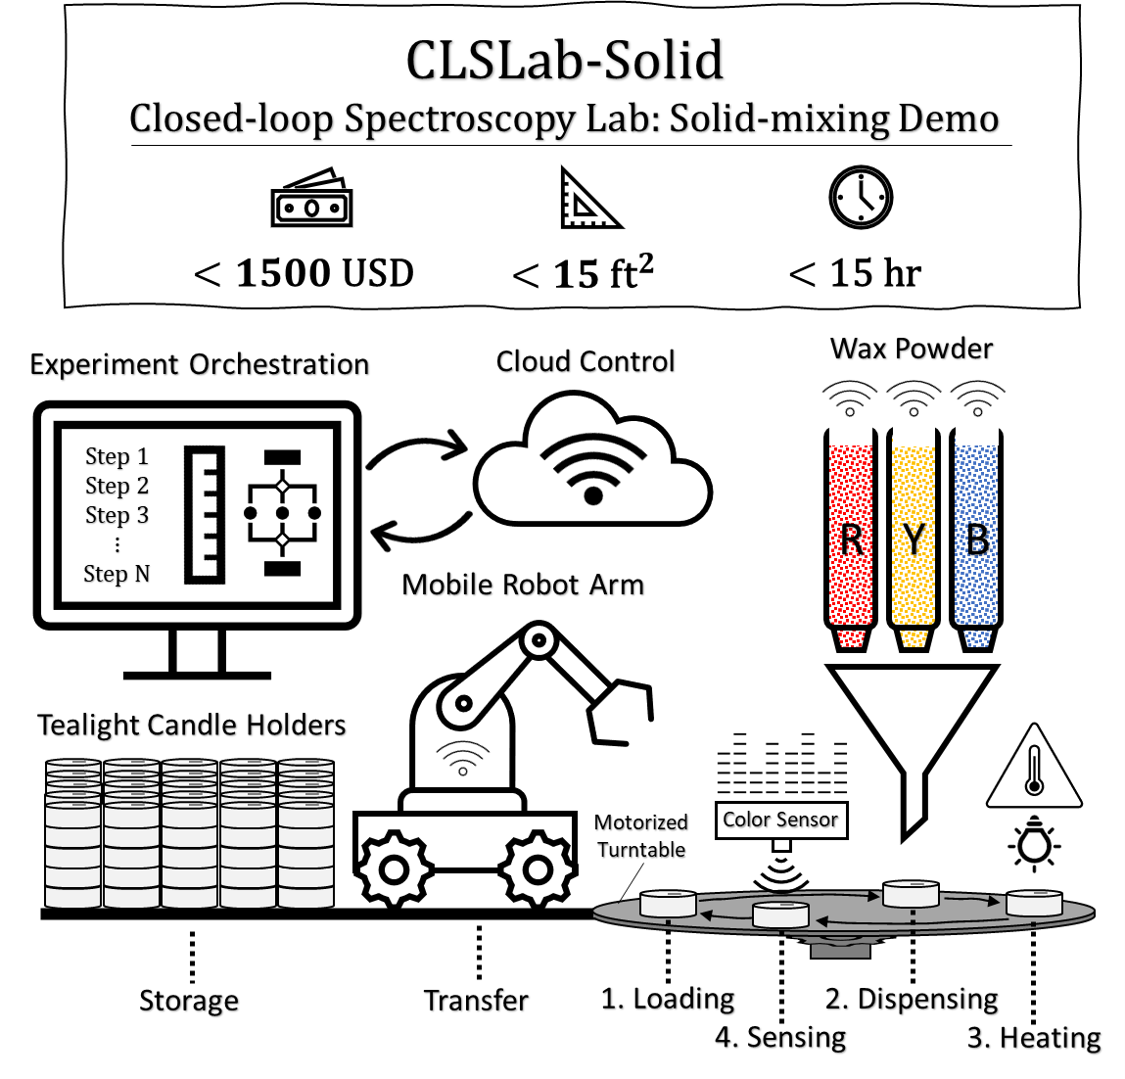 CLSLab-Solid
Closed-loop Spectroscopy Lab: Solid-mixing Demo
< 1500 USD
< 15 ft²
< 15 hr
Experiment Orchestration
Cloud Control
Wax Powder
Step 1
Step 2
Step 3
⋮
Step N
R
Y
B
Mobile Robot Arm
Tealight Candle Holders
Color Sensor
Motorized
Turntable
Storage
Transfer
1. Loading
2. Dispensing
4. Sensing
3. Heating